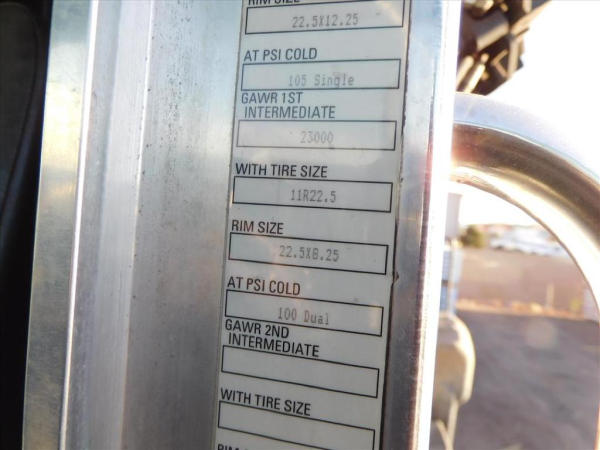 RIM SIZE
22.5X12.25
AT PSI COLD
105 Single
GAWR 1ST
INTERMEDIATE
23000
WITH TIRE SIZE
11R22.5
RIM SIZE
22.5X8.25
AT PSI COLD
100 Dual
GAWR 2ND
INTERMEDIATE
WITH TIRE SIZE
RIM